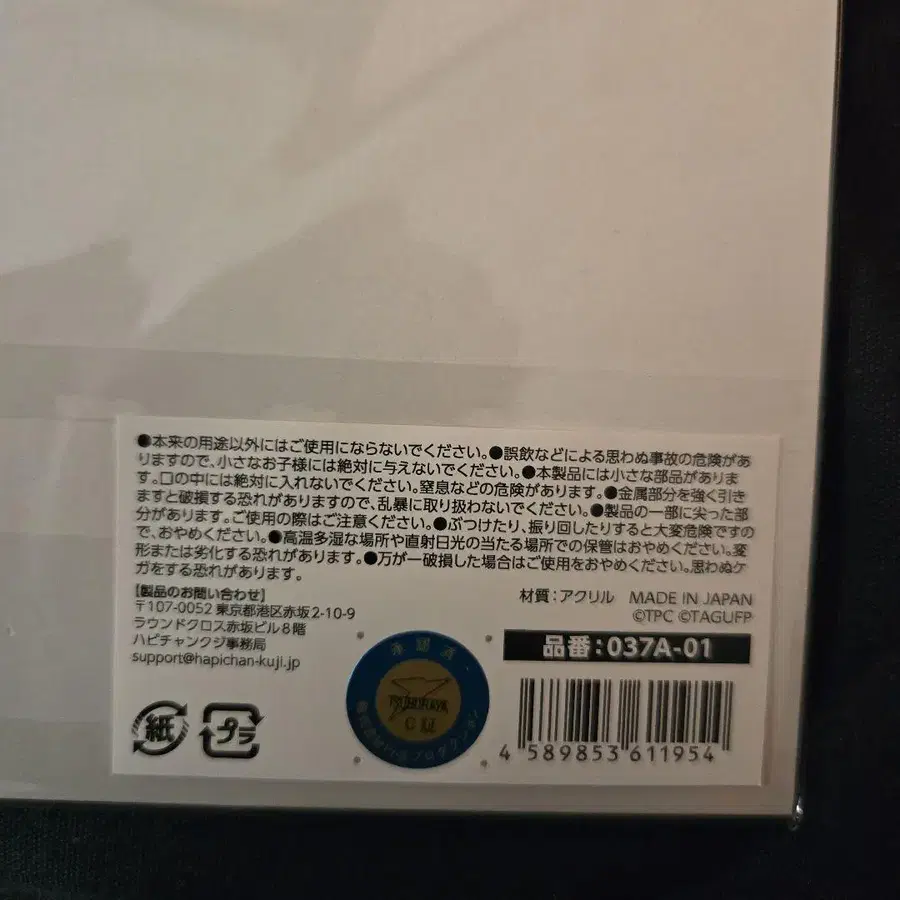 ●本来の用途以外にはご使用にならないでください。●誤飲などによる思わぬ事故の危険があ
りますので、小さなお子様には絶対に与えないでください。●本製品には小さな部品がありま
す。口の中には絶対に入れないでください。窒息などの危険があります。●金属部分を強く引き
ますと破損する恐れがありますので、乱暴に取り扱わないでください。●製品の一部に尖った部
分があります。ご使用の際はご注意ください。●ぶつけたり、振り回したりすると大変危険ですの
で、おやめください。●高温多湿な場所や直射日光の当たる場所での保管はおやめください。変
形または劣化する恐れがあります。●万が一破損した場合はご使用をおやめください。思わぬケ
ガをする恐れがあります。
【製品のお問い合わせ】
〒107-0052 東京都港区赤坂2-10-9
ラウンドクロス赤坂ビル8階
ハピチャンクジ事務局
support@hapichan-kuji.jp
材質：アクリル MADE IN JAPAN
©TPC ©TAGUFP
品番：037A-01
紙
プラ
承認済
TSUBURAYA
プロダクション
4 589853 611954